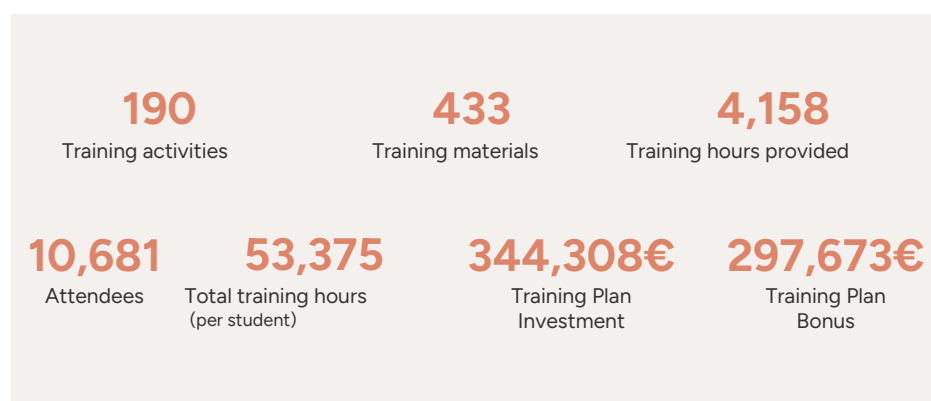 190
Training activities
433
Training materials
4,158
Training hours provided
10,681
Attendees
53,375
Total training hours
(per student)
344,308€
Training Plan
Investment
297,673€
Training Plan
Bonus